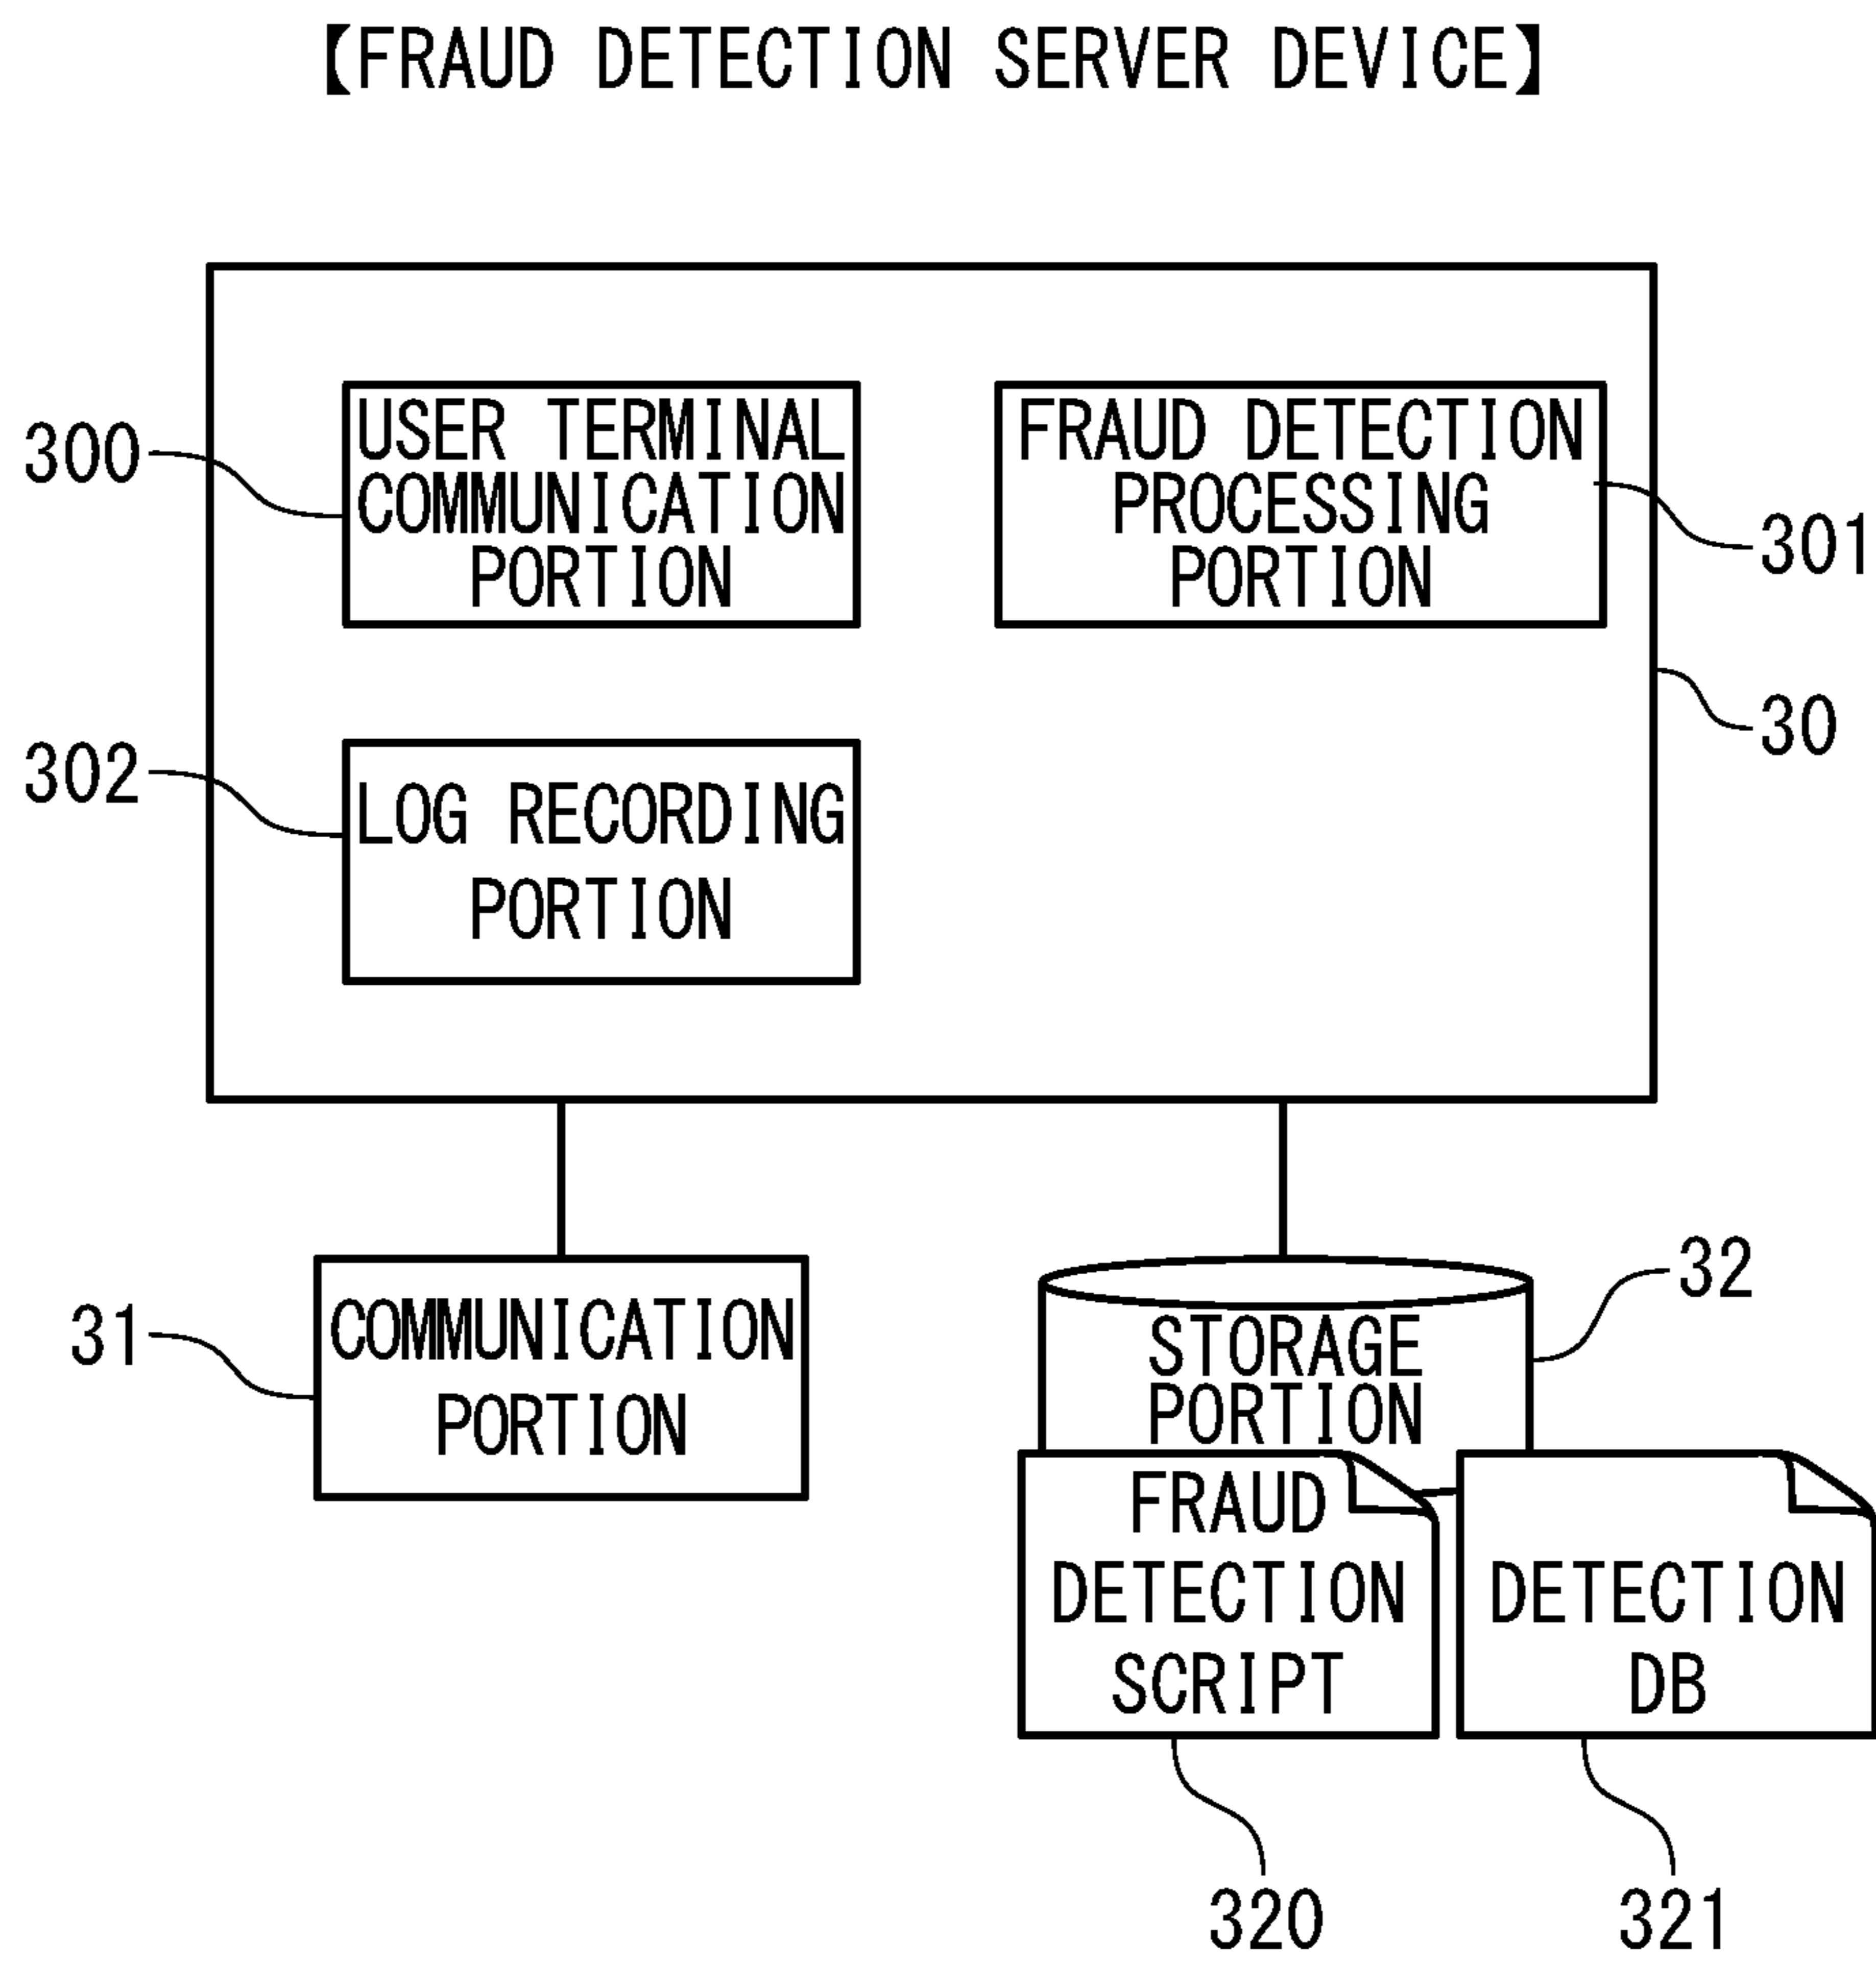 【FRAUD DETECTION SERVER DEVICE】
300
USER TERMINAL
COMMUNICATION
PORTION
FRAUD DETECTION
PROCESSING
PORTION
301
30
302
LOG RECORDING
PORTION
31
COMMUNICATION
PORTION
32
STORAGE
PORTION
FRAUD
DETECTION
SCRIPT
DETECTION
DB
320
321